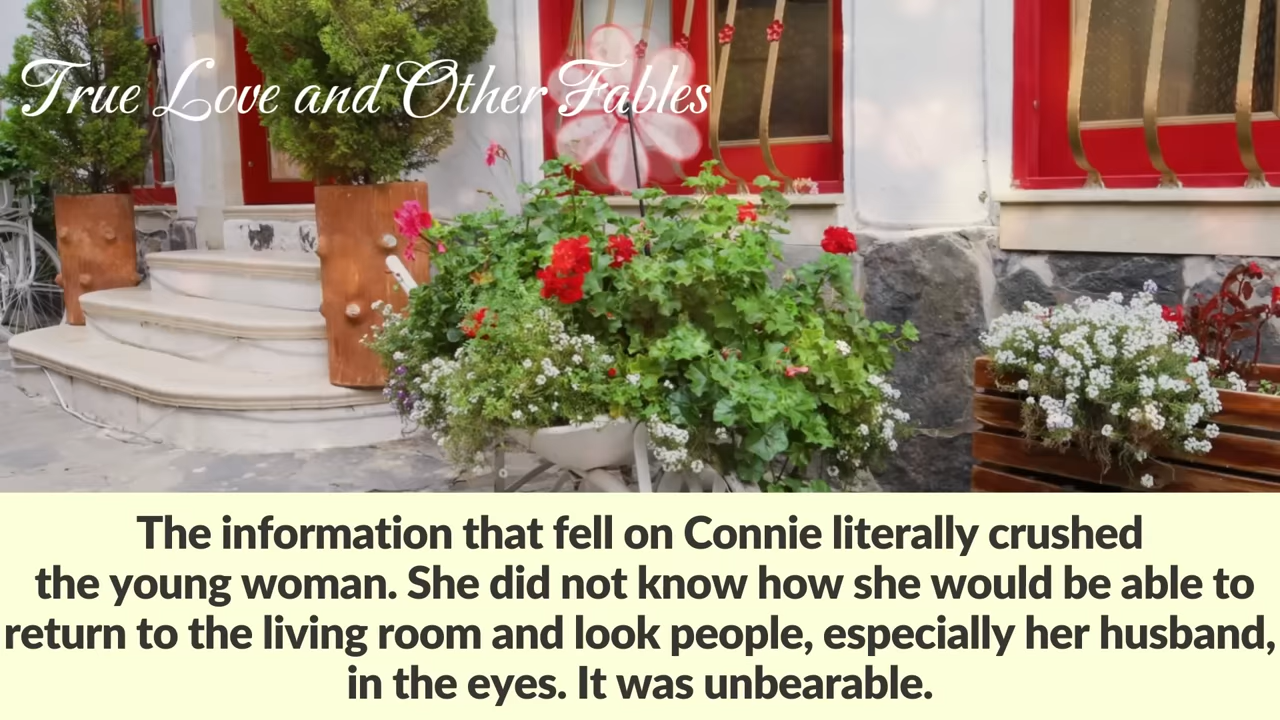 True Love and Other Fables
The information that fell on Connie literally crushed
the young woman. She did not know how she would be able to
return to the living room and look people, especially her husband,
in the eyes. It was unbearable.